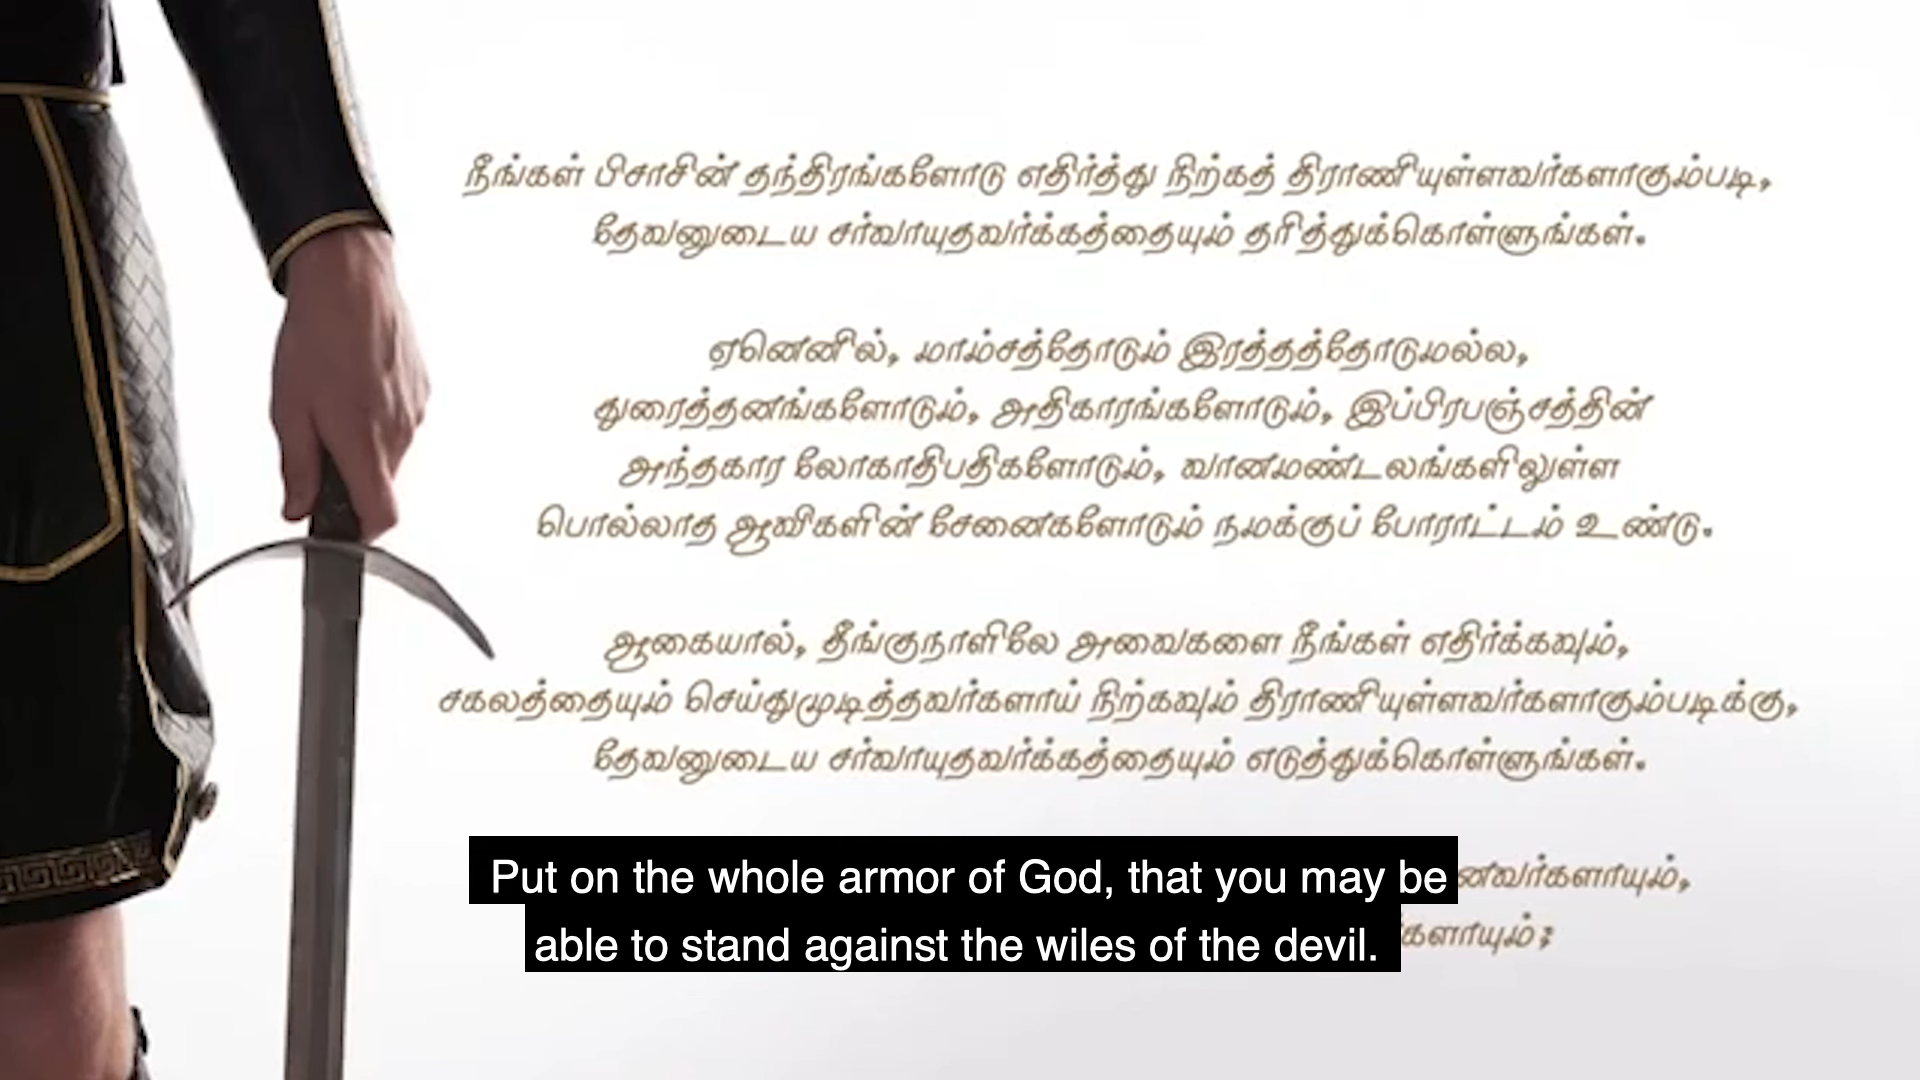 நீங்கள் பிசாசின் தந்திரங்களோடு எதிர்த்து நிற்கத் திராணியுள்ளவர்களாகும்படி,
தேவனுடைய சர்வாயுதவர்க்கத்தையும் தரித்துக்கொள்ளுங்கள்.
ஏனெனில், மாம்சத்தோடும் இரத்தத்தோடுமல்ல,
துரைத்தனங்களோடும், அதிகாரங்களோடும், இப்பிரபஞ்சத்தின்
அந்தகார லோகாதிபதிகளோடும், வானமண்டலங்களிலுள்ள
பொல்லாத ஆவிகளின் சேனைகளோடும் நமக்குப் போராட்டம் உண்டு.
ஆகையால், தீங்குநாளிலே அவைகளை நீங்கள் எதிர்க்கவும்,
சகலத்தையும் செய்துமுடித்தவர்களாய் நிற்கவும் திராணியுள்ளவர்களாகும்படிக்கு,
தேவனுடைய சர்வாயுதவர்க்கத்தையும் எடுத்துக்கொள்ளுங்கள்.
Put on the whole armor of God, that you may be
able to stand against the wiles of the devil.